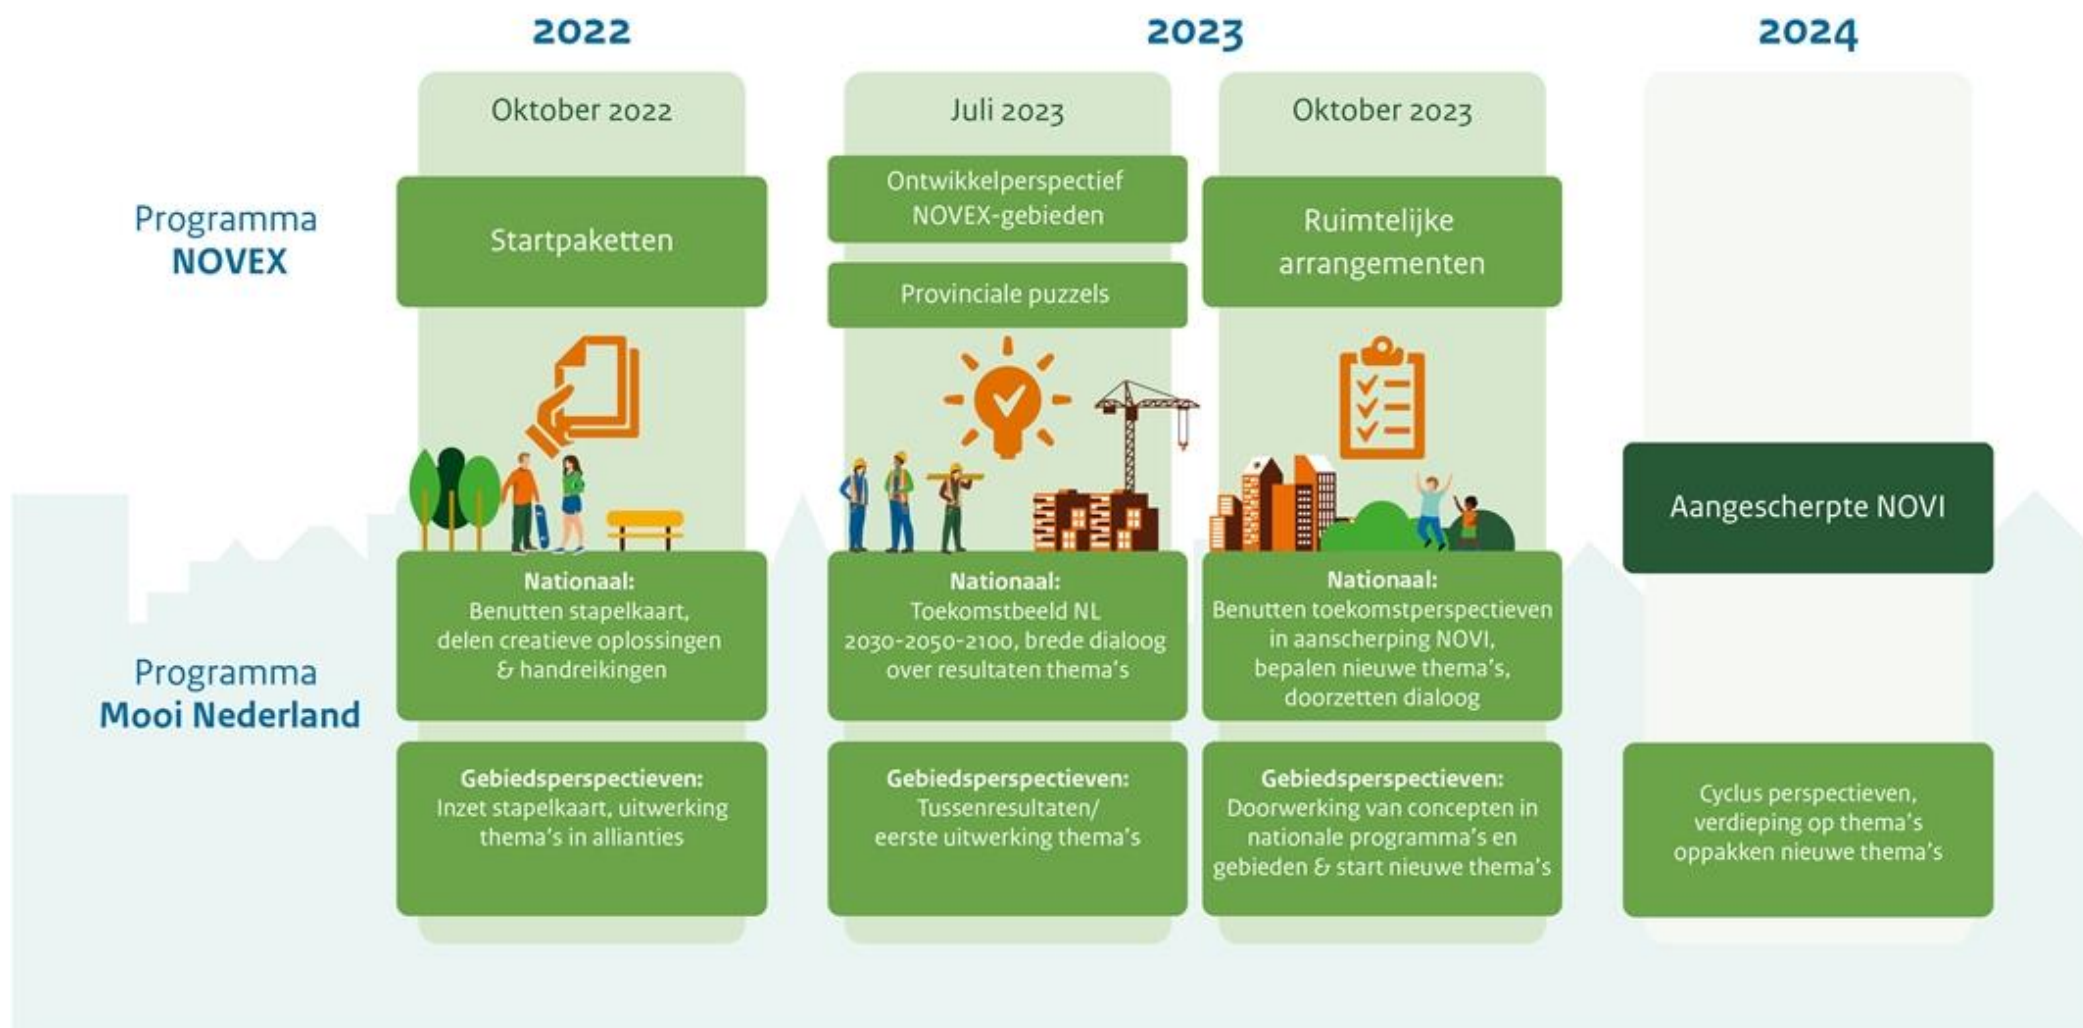 2022
2023
2024
Oktober 2022
Juli 2023
Oktober 2023
Programma
NOVEX
Startpaketten
Ontwikkelperspectief
NOVEX-gebieden
Provinciale puzzels
Ruimtelijke
arrangementen
Aangescherpte NOVI
Programma
Mooi Nederland
Nationaal:
Benutten stapelkaart,
delen creatieve oplossingen
& handreikingen
Nationaal:
Toekomstbeeld NL
2030-2050-2100, brede dialoog
over resultaten thema's
Nationaal:
Benutten toekomstperspectieven
in aanscherping NOVI,
bepalen nieuwe thema's,
doorzetten dialoog
Gebiedsperspectieven:
Inzet stapelkaart, uitwerking
thema's in allianties
Gebiedsperspectieven:
Tussenresultaten/
eerste uitwerking thema's
Gebiedsperspectieven:
Doorwerking van concepten in
nationale programma's en
gebieden & start nieuwe thema's
Cyclus perspectieven,
verdieping op thema's
oppakken nieuwe thema's